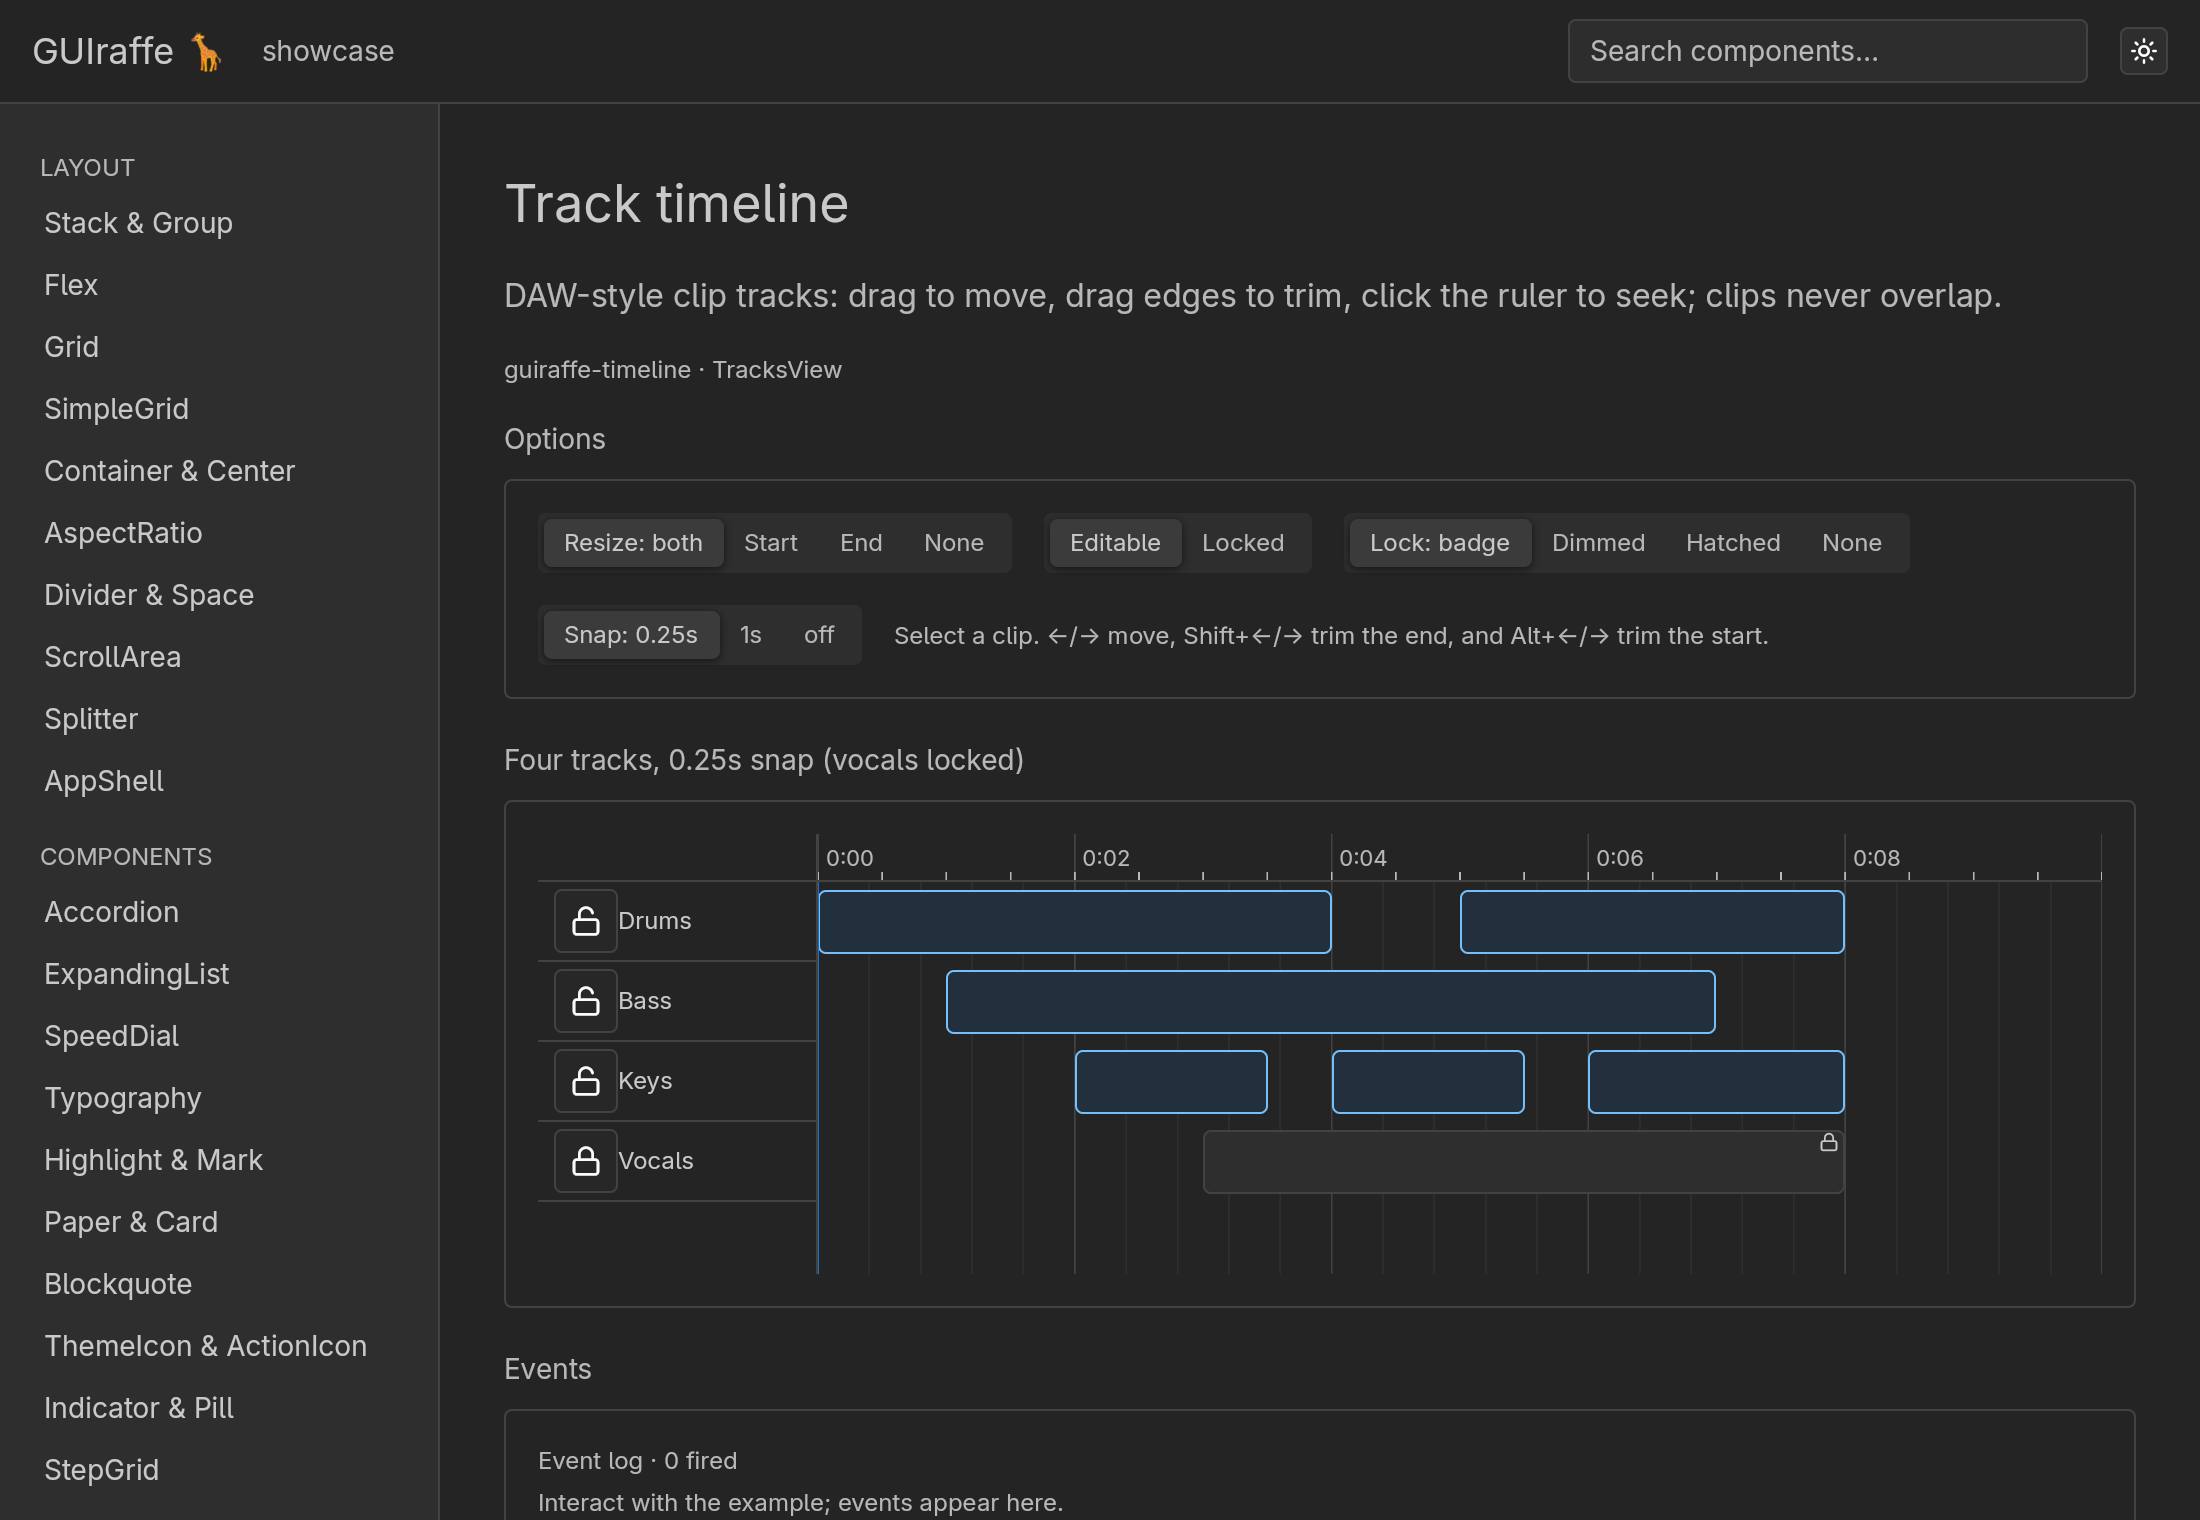 GUIraffe 🦒 showcase
Search components...
LAYOUT
Stack & Group
Flex
Grid
SimpleGrid
Container & Center
AspectRatio
Divider & Space
ScrollArea
Splitter
AppShell
COMPONENTS
Accordion
ExpandingList
SpeedDial
Typography
Highlight & Mark
Paper & Card
Blockquote
ThemeIcon & ActionIcon
Indicator & Pill
StepGrid
Track timeline
DAW-style clip tracks: drag to move, drag edges to trim, click the ruler to seek; clips never overlap.
guiraffe-timeline · TracksView
Options
Resize: both Start End None Editable Locked Lock: badge Dimmed Hatched None
Snap: 0.25s 1s off Select a clip. ←/→ move, Shift+←/→ trim the end, and Alt+←/→ trim the start.
Four tracks, 0.25s snap (vocals locked)
0:00 0:02 0:04 0:06 0:08
Drums
Bass
Keys
Vocals
Events
Event log · 0 fired
Interact with the example; events appear here.